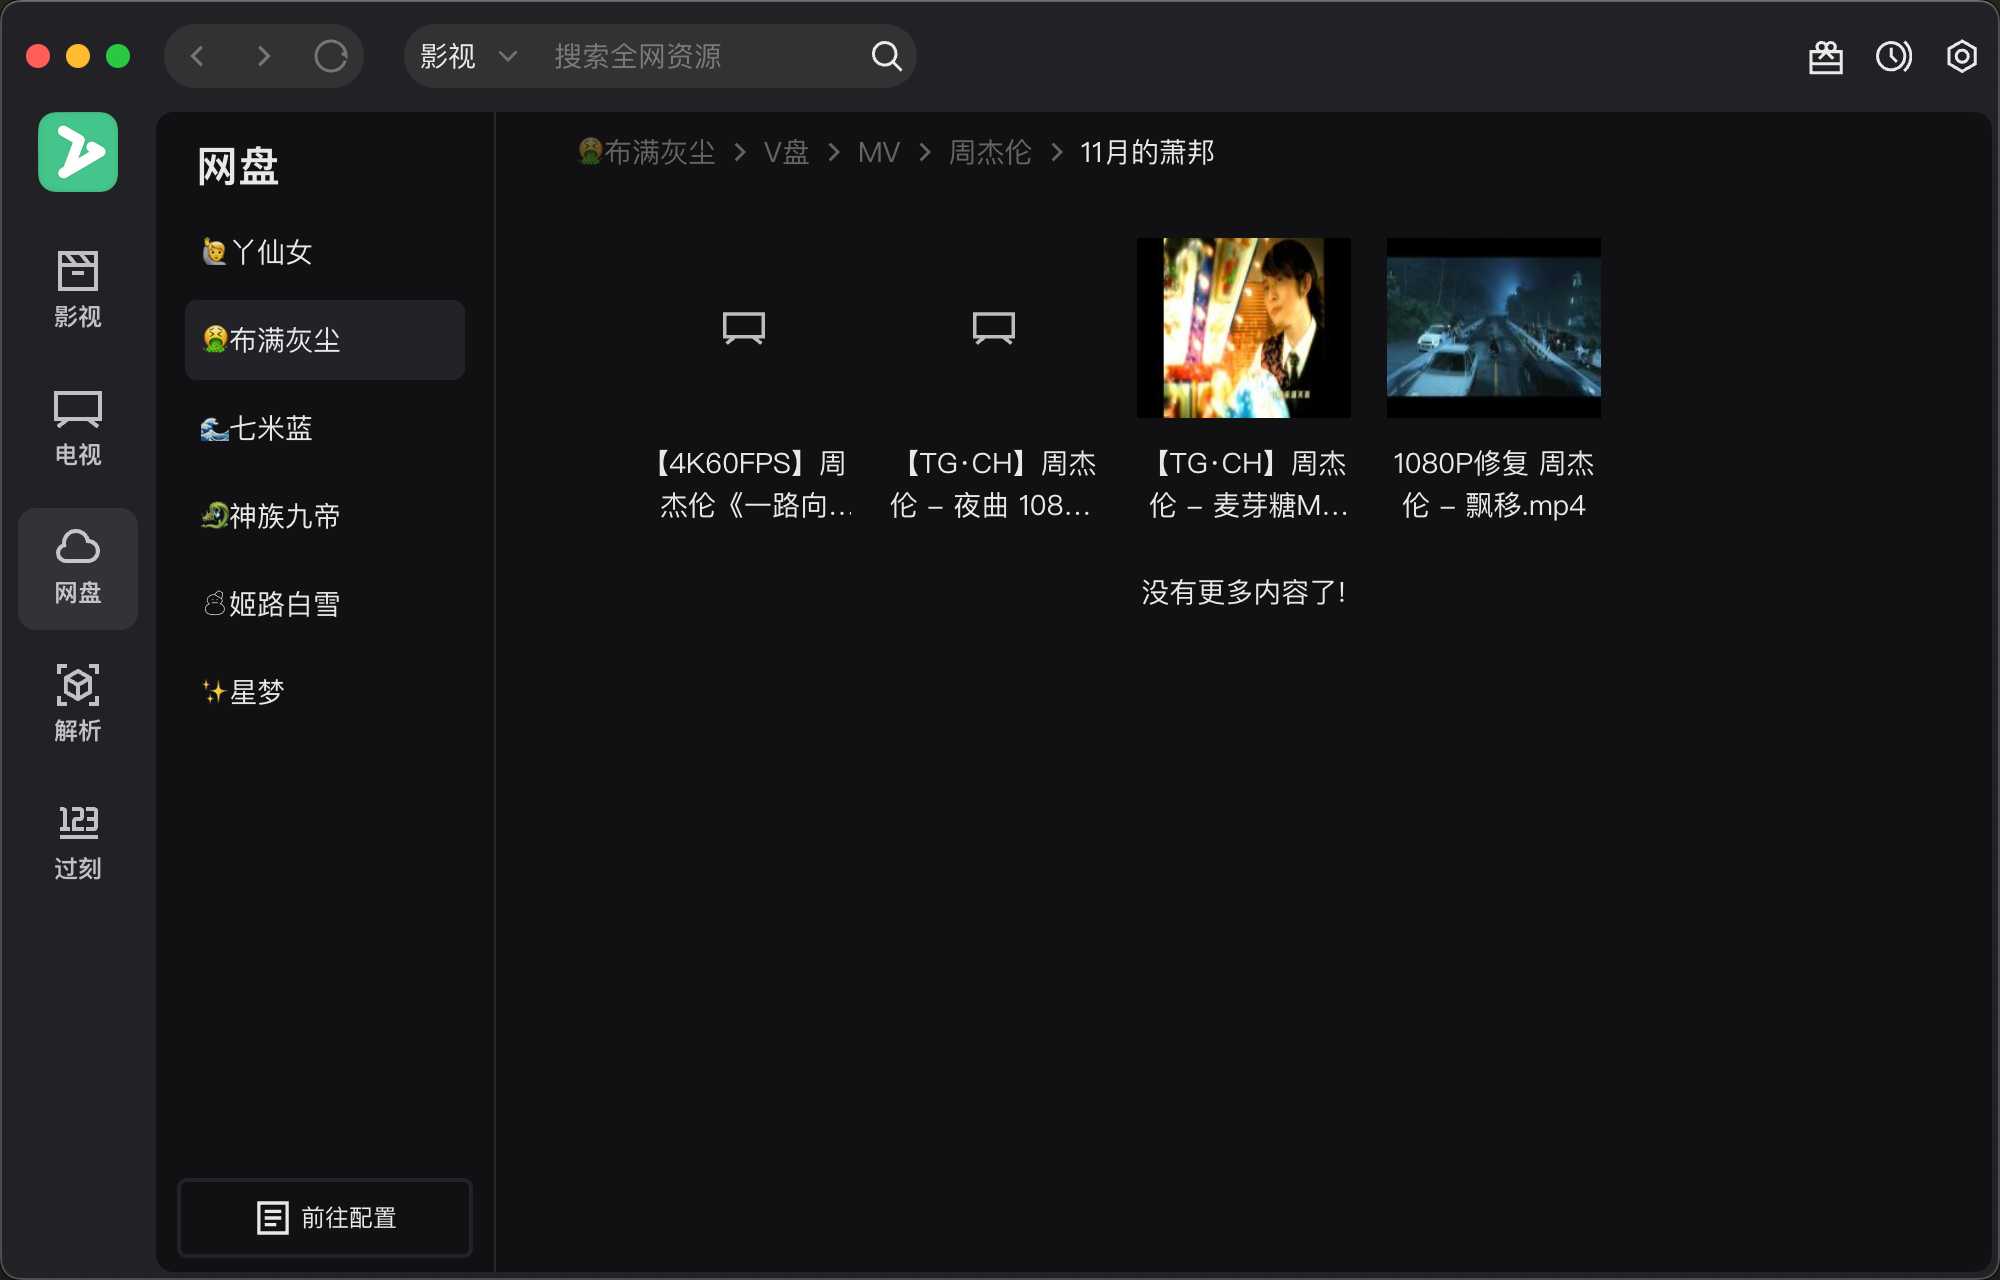 影视
搜索全网资源
网盘
🙋丫仙女
🤮布满灰尘
🌊七米蓝
🐉神族九帝
☃姬路白雪
✨星梦
前往配置
影视
电视
网盘
解析
123
过刻
🤮布满灰尘 > V盘 > MV > 周杰伦 > 11月的萧邦
【4K60FPS】周
杰伦《一路向...
【TG·CH】周杰
伦 - 夜曲 108...
【TG·CH】周杰
伦 - 麦芽糖M...
1080P修复 周杰
伦 - 飘移.mp4
没有更多内容了!